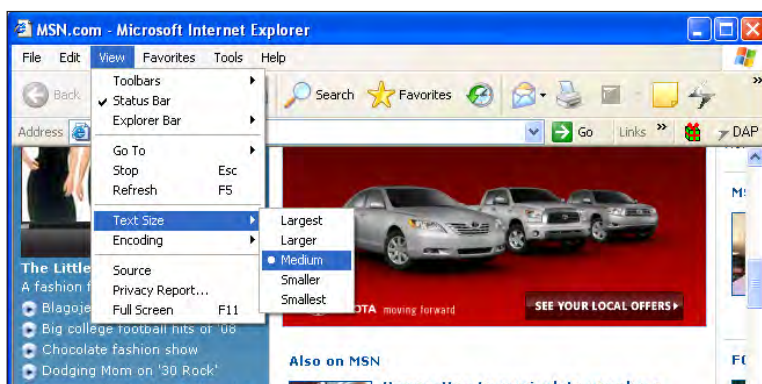 MSN.com - Microsoft Internet Explorer
File Edit View Favorites Tools Help
Back Search Favorites
Address Go Links » DAP
Toolbars
Status Bar
Explorer Bar
Go To
Stop Esc
Refresh F5
Text Size
Encoding
Source
Privacy Report...
Full Screen F11
Largest
Larger
Medium
Smaller
Smallest
The Little
A fashion f
Blagoje
Big college football hits of '08
Chocolate fashion show
Dodging Mom on '30 Rock'
OTA moving forward
SEE YOUR LOCAL OFFERS
Also on MSN